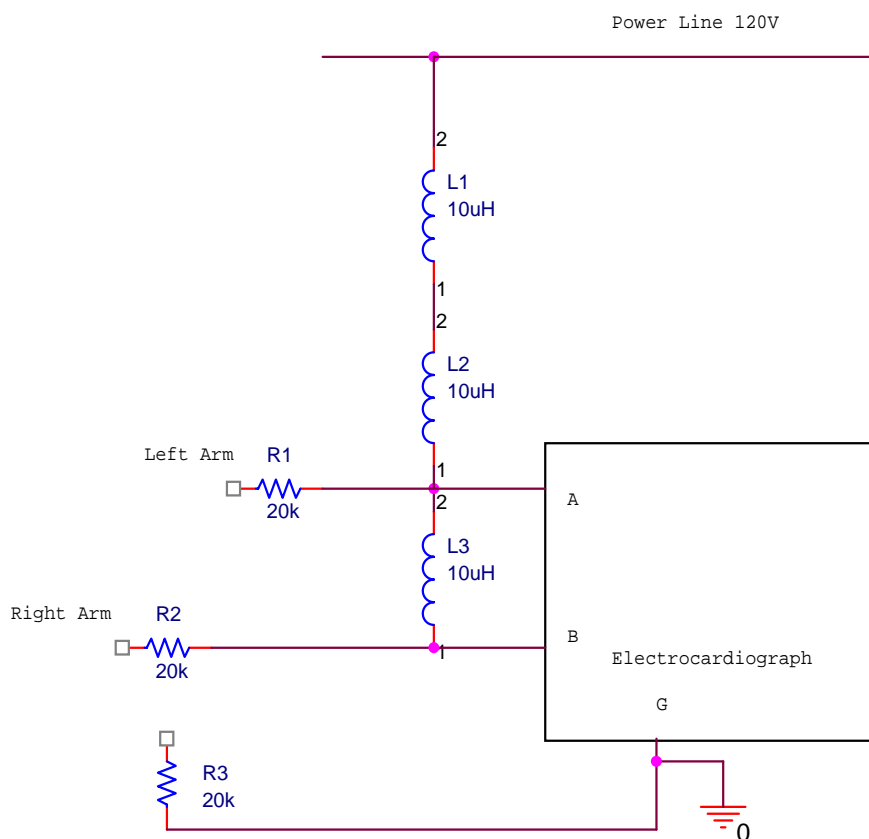 Power Line 120V
2
L1
10uH
1
2
L2
10uH
Left Arm
R1
1
20k
2
A
L3
10uH
Right Arm
R2
1
B
20k
Electrocardiograph
G
R3
20k
0